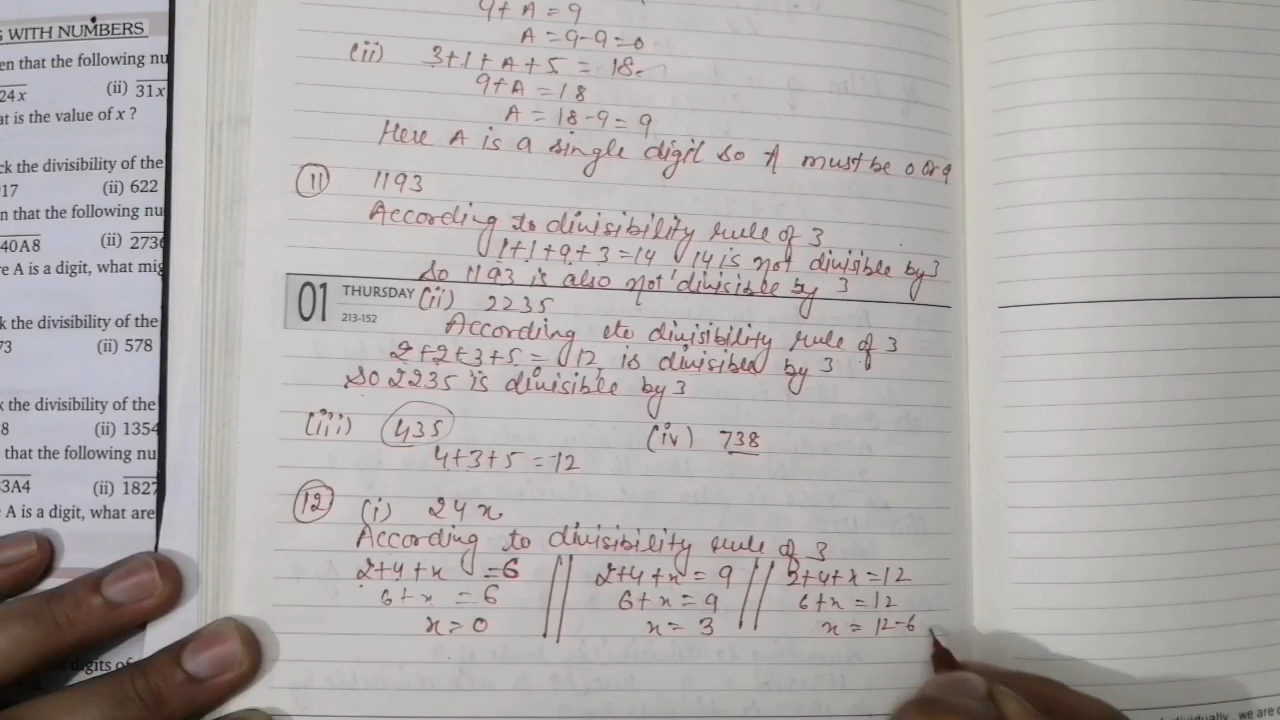 S WITH NUMBERS
en that the following nu
24x (ii) 31x
at is the value of x ?
ck the divisibility of the
17 (ii) 622
n that the following nu
40A8 (ii) 273
re A is a digit, what mig
k the divisibility of the
73 (ii) 578
k the divisibility of the
8 (ii) 1354
that the following nu
3A4 (ii) 182
A is a digit, what are
digits of
9+A = 9
A = 9-9=0
(ii) 3+1+A+5 = 18
9+A = 18
A = 18-9 = 9
Here A is a single digit so A must be 0 or 9
(11) 1193
According to divisibility rule of 3
1+1+9+3=14 14 is not divisible by 3
So 1193 is also not divisible by 3
01 THURSDAY (ii) 2235
213-152
According to divisibility rule of 3
2+2+3+5 = 12 is divisible by 3
So 2235 is divisible by 3
(iii) 435 (iv) 738
4+3+5 = 12
(12) (i) 24x
According to divisibility rule of 3
2+4+x = 6 2+4+x = 9 2+4+x = 12
6+x = 6 6+x = 9 6+x = 12
x = 0 x = 3 x = 12-6
we are